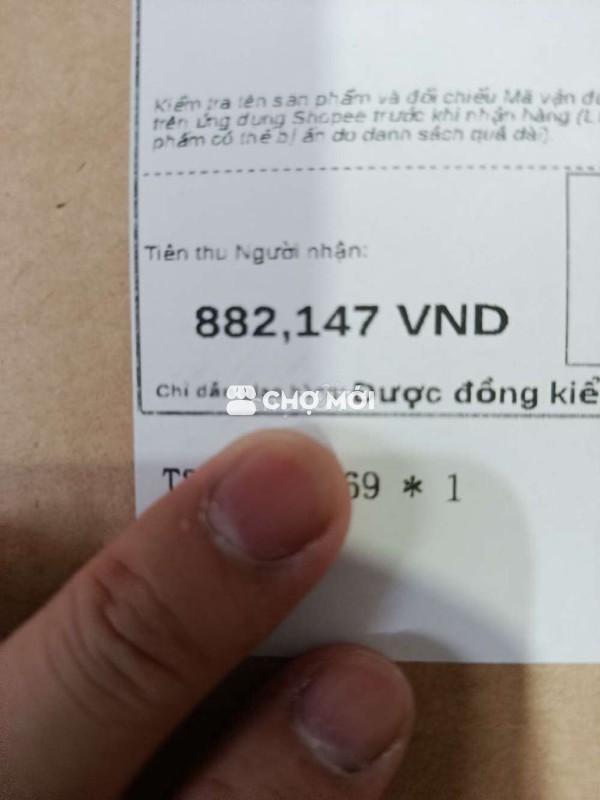 Kiểm tra tên sản phẩm và đối chiếu Mã vận
trên ứng dụng Shopee trước khi nhận hàng
phẩm có thể bị ẩn do danh sách quá dài)
Tiền thu Người nhận:
882,147 VND
Chỉ dẫn Được đồng
CHỢ MỚI
69 * 1